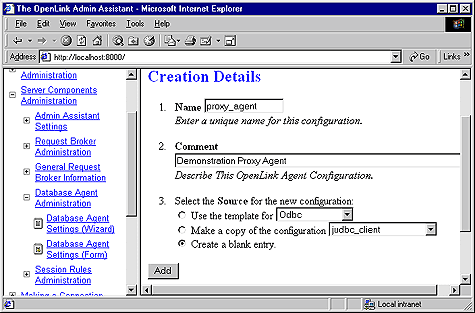 The OpenLink Admin Assistant - Microsoft Internet Explorer
File Edit View Favorites Tools Help
Address http://localhost:8000/ Go Links »
Administration
Server Components
Administration
Admin Assistant
Settings
Request Broker
Administration
General Request
Broker Information
Database Agent
Administration
Database Agent
Settings (Wizard)
Database Agent
Settings (Form)
Session Rules
Administration
Making a Connection
Creation Details
1. Name proxy_agent
Enter a unique name for this configuration.
2. Comment
Demonstration Proxy Agent
Describe This OpenLink Agent Configuration.
3. Select the Source for the new configuration:
Use the template for Odbc
Make a copy of the configuration judbc_client
Create a blank entry.
Add
Local intranet